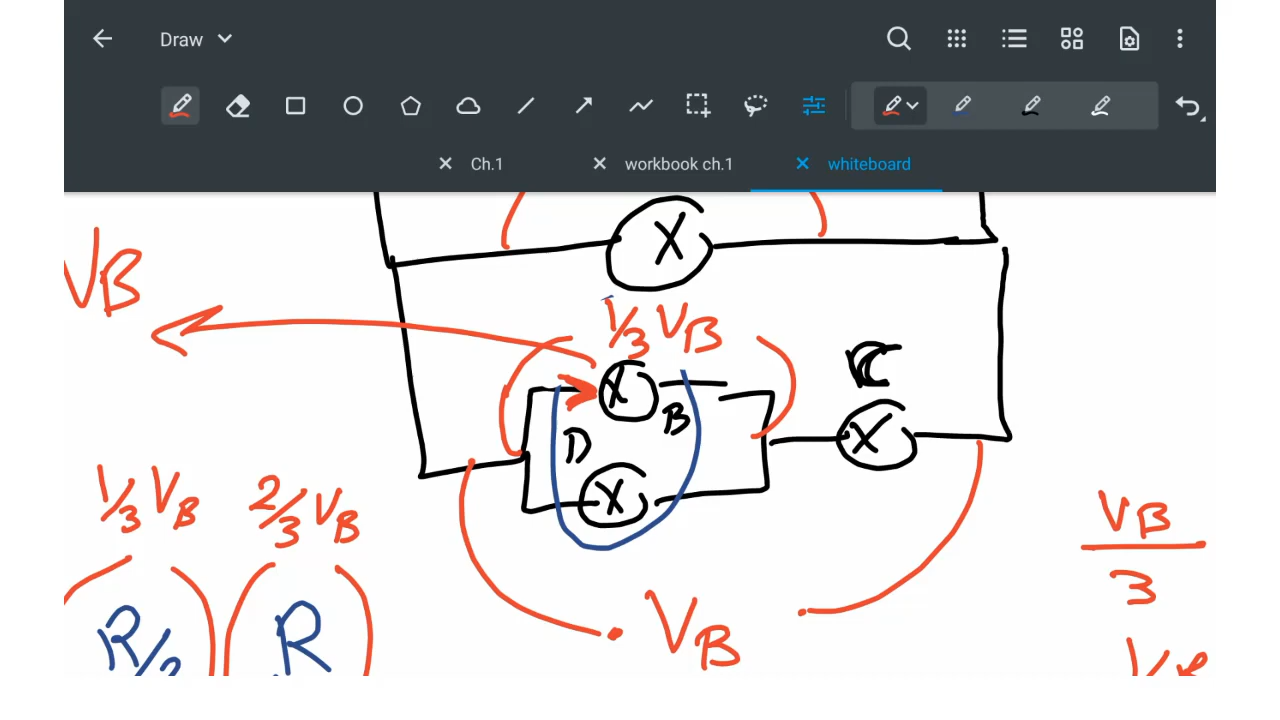 Draw
Ch.1
workbook ch.1
whiteboard
X
VB
1/3 VB
C
X
B
D
X
X
1/3 VB
2/3 VB
VB
3
R/2
R
VB